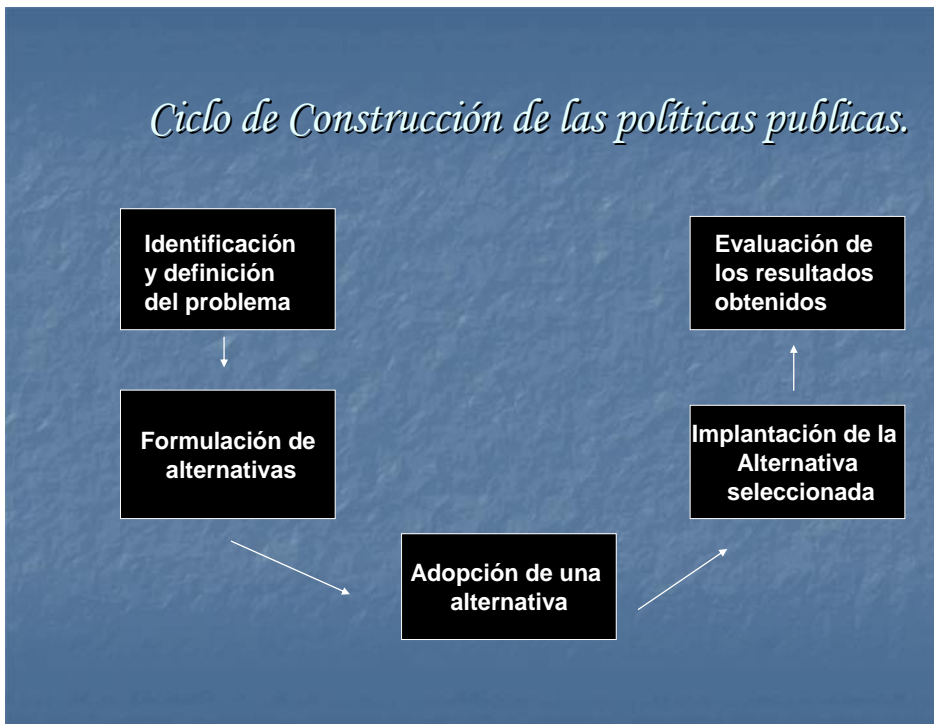 Ciclo de Construcción de las políticas publicas.
Identificación
y definición
del problema
Formulación de
alternativas
Adopción de una
alternativa
Implantación de la
Alternativa
seleccionada
Evaluación de
los resultados
obtenidos